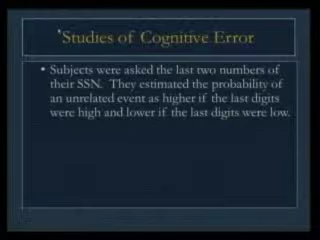 Studies of Cognitive Error
• Subjects were asked the last two numbers of
their SSN. They estimated the probability of
an unrelated event as higher if the last digits
were high and lower if the last digits were low.